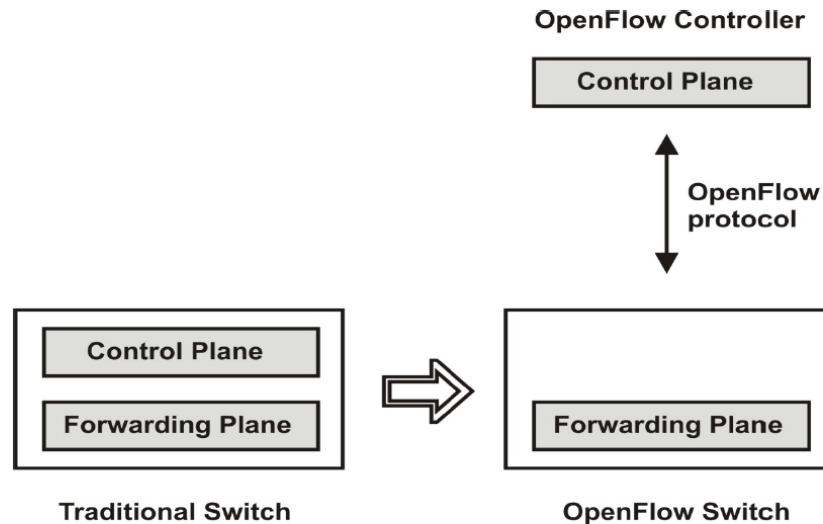 OpenFlow Controller
Control Plane
OpenFlow
protocol
Control Plane
Forwarding Plane
Forwarding Plane
Traditional Switch
OpenFlow Switch